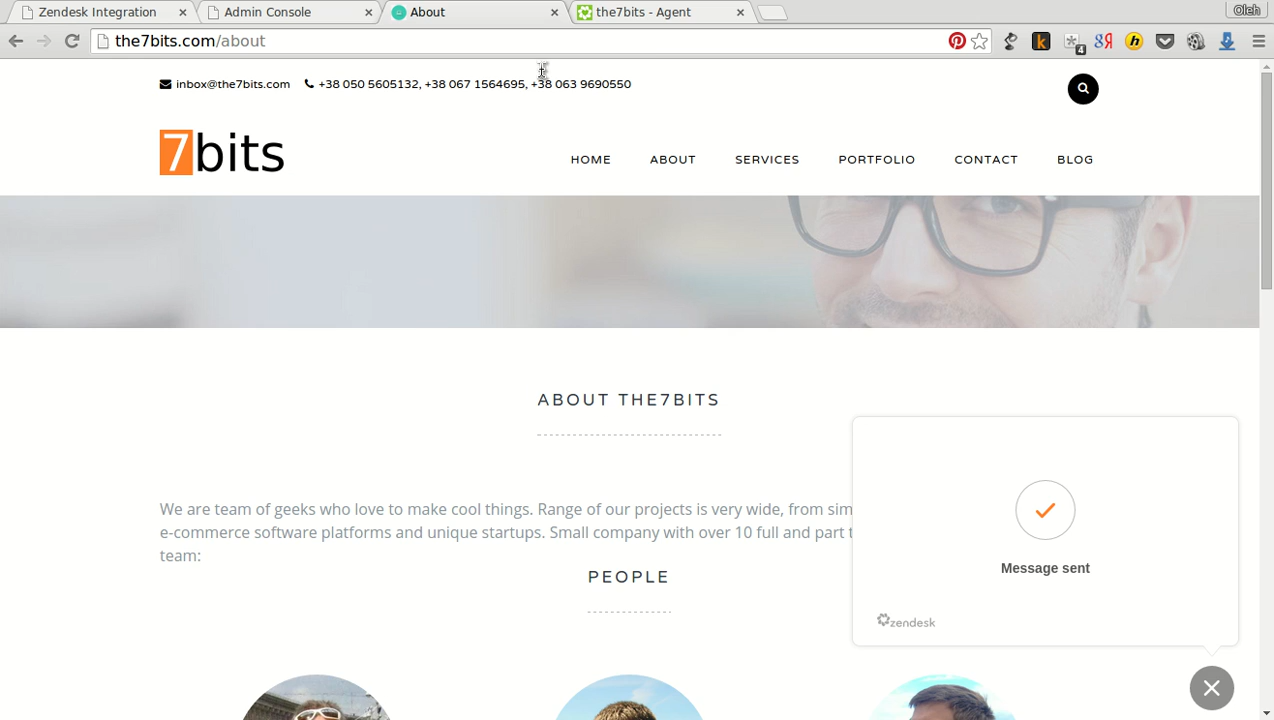 Zendesk Integration
Admin Console
About
the7bits - Agent
Oleh
the7bits.com/about
4
inbox@the7bits.com +38 050 5605132, +38 067 1564695, +38 063 9690550
7bits
HOME ABOUT SERVICES PORTFOLIO CONTACT BLOG
ABOUT THE7BITS
We are team of geeks who love to make cool things. Range of our projects is very wide, from sim
e-commerce software platforms and unique startups. Small company with over 10 full and part t
team:
PEOPLE
Message sent
zendesk